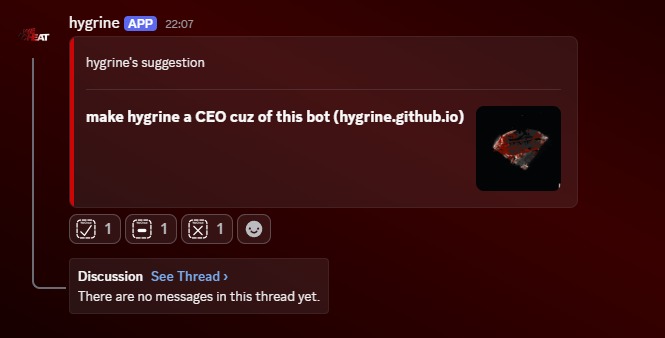 hygrine APP 22:07
hygrine's suggestion
make hygrine a CEO cuz of this bot (hygrine.github.io)
1 1 1
Discussion See Thread ›
There are no messages in this thread yet.